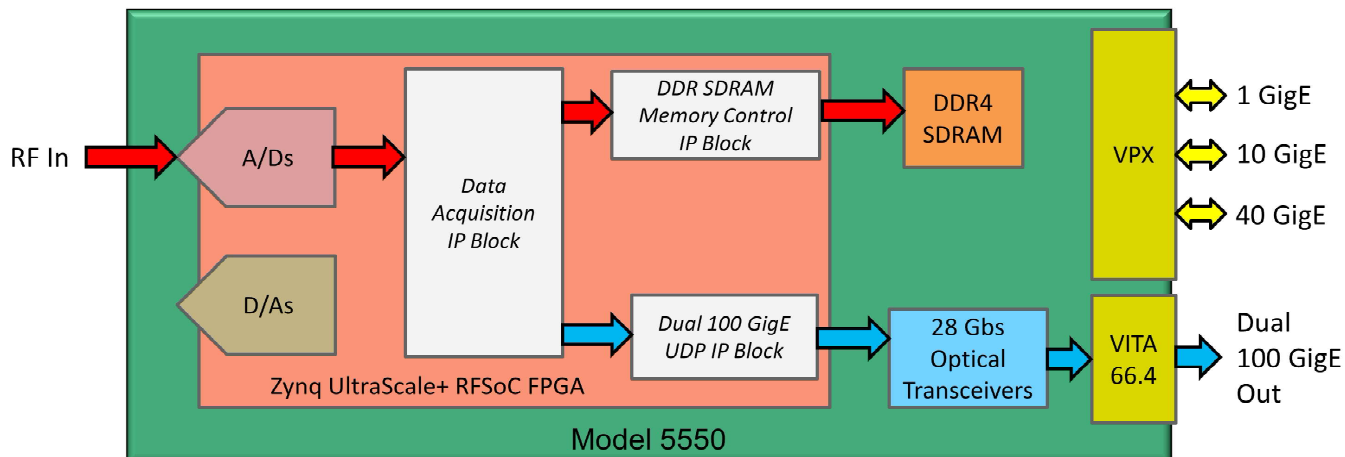 RF In
A/Ds
D/As
Data
Acquisition
IP Block
DDR SDRAM
Memory Control
IP Block
Dual 100 GigE
UDP IP Block
Zynq UltraScale+ RFSoC FPGA
DDR4
SDRAM
28 Gbs
Optical
Transceivers
VPX
VITA
66.4
1 GigE
10 GigE
40 GigE
Dual
100 GigE
Out
Model 5550